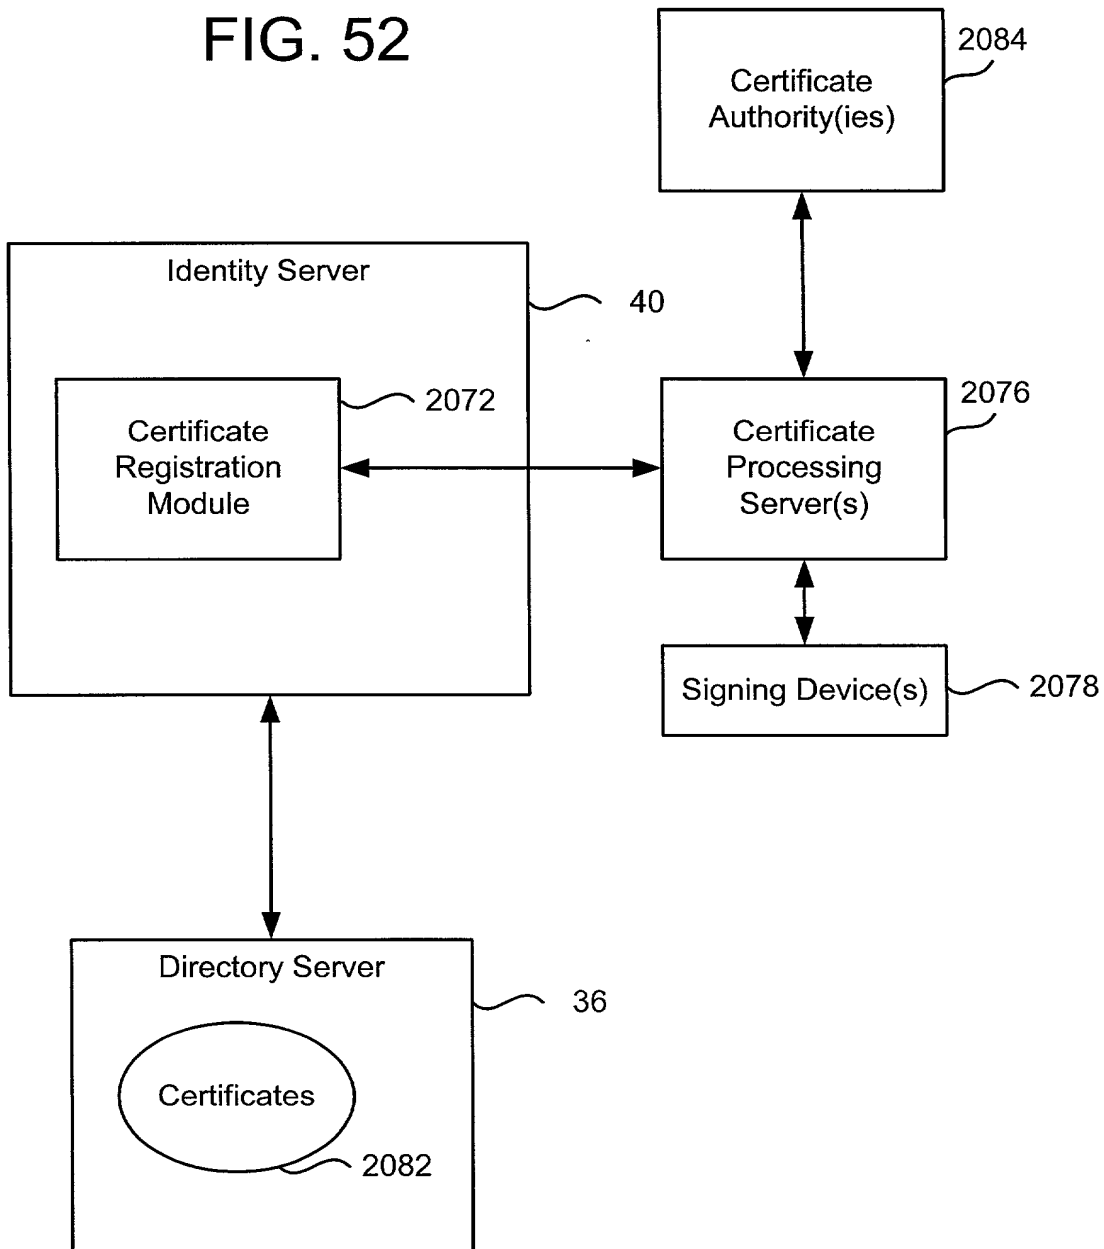 FIG. 52
2084
Certificate
Authority(ies)
Identity Server
40
2072
Certificate
Registration
Module
2076
Certificate
Processing
Server(s)
Signing Device(s)
2078
Directory Server
36
Certificates
2082